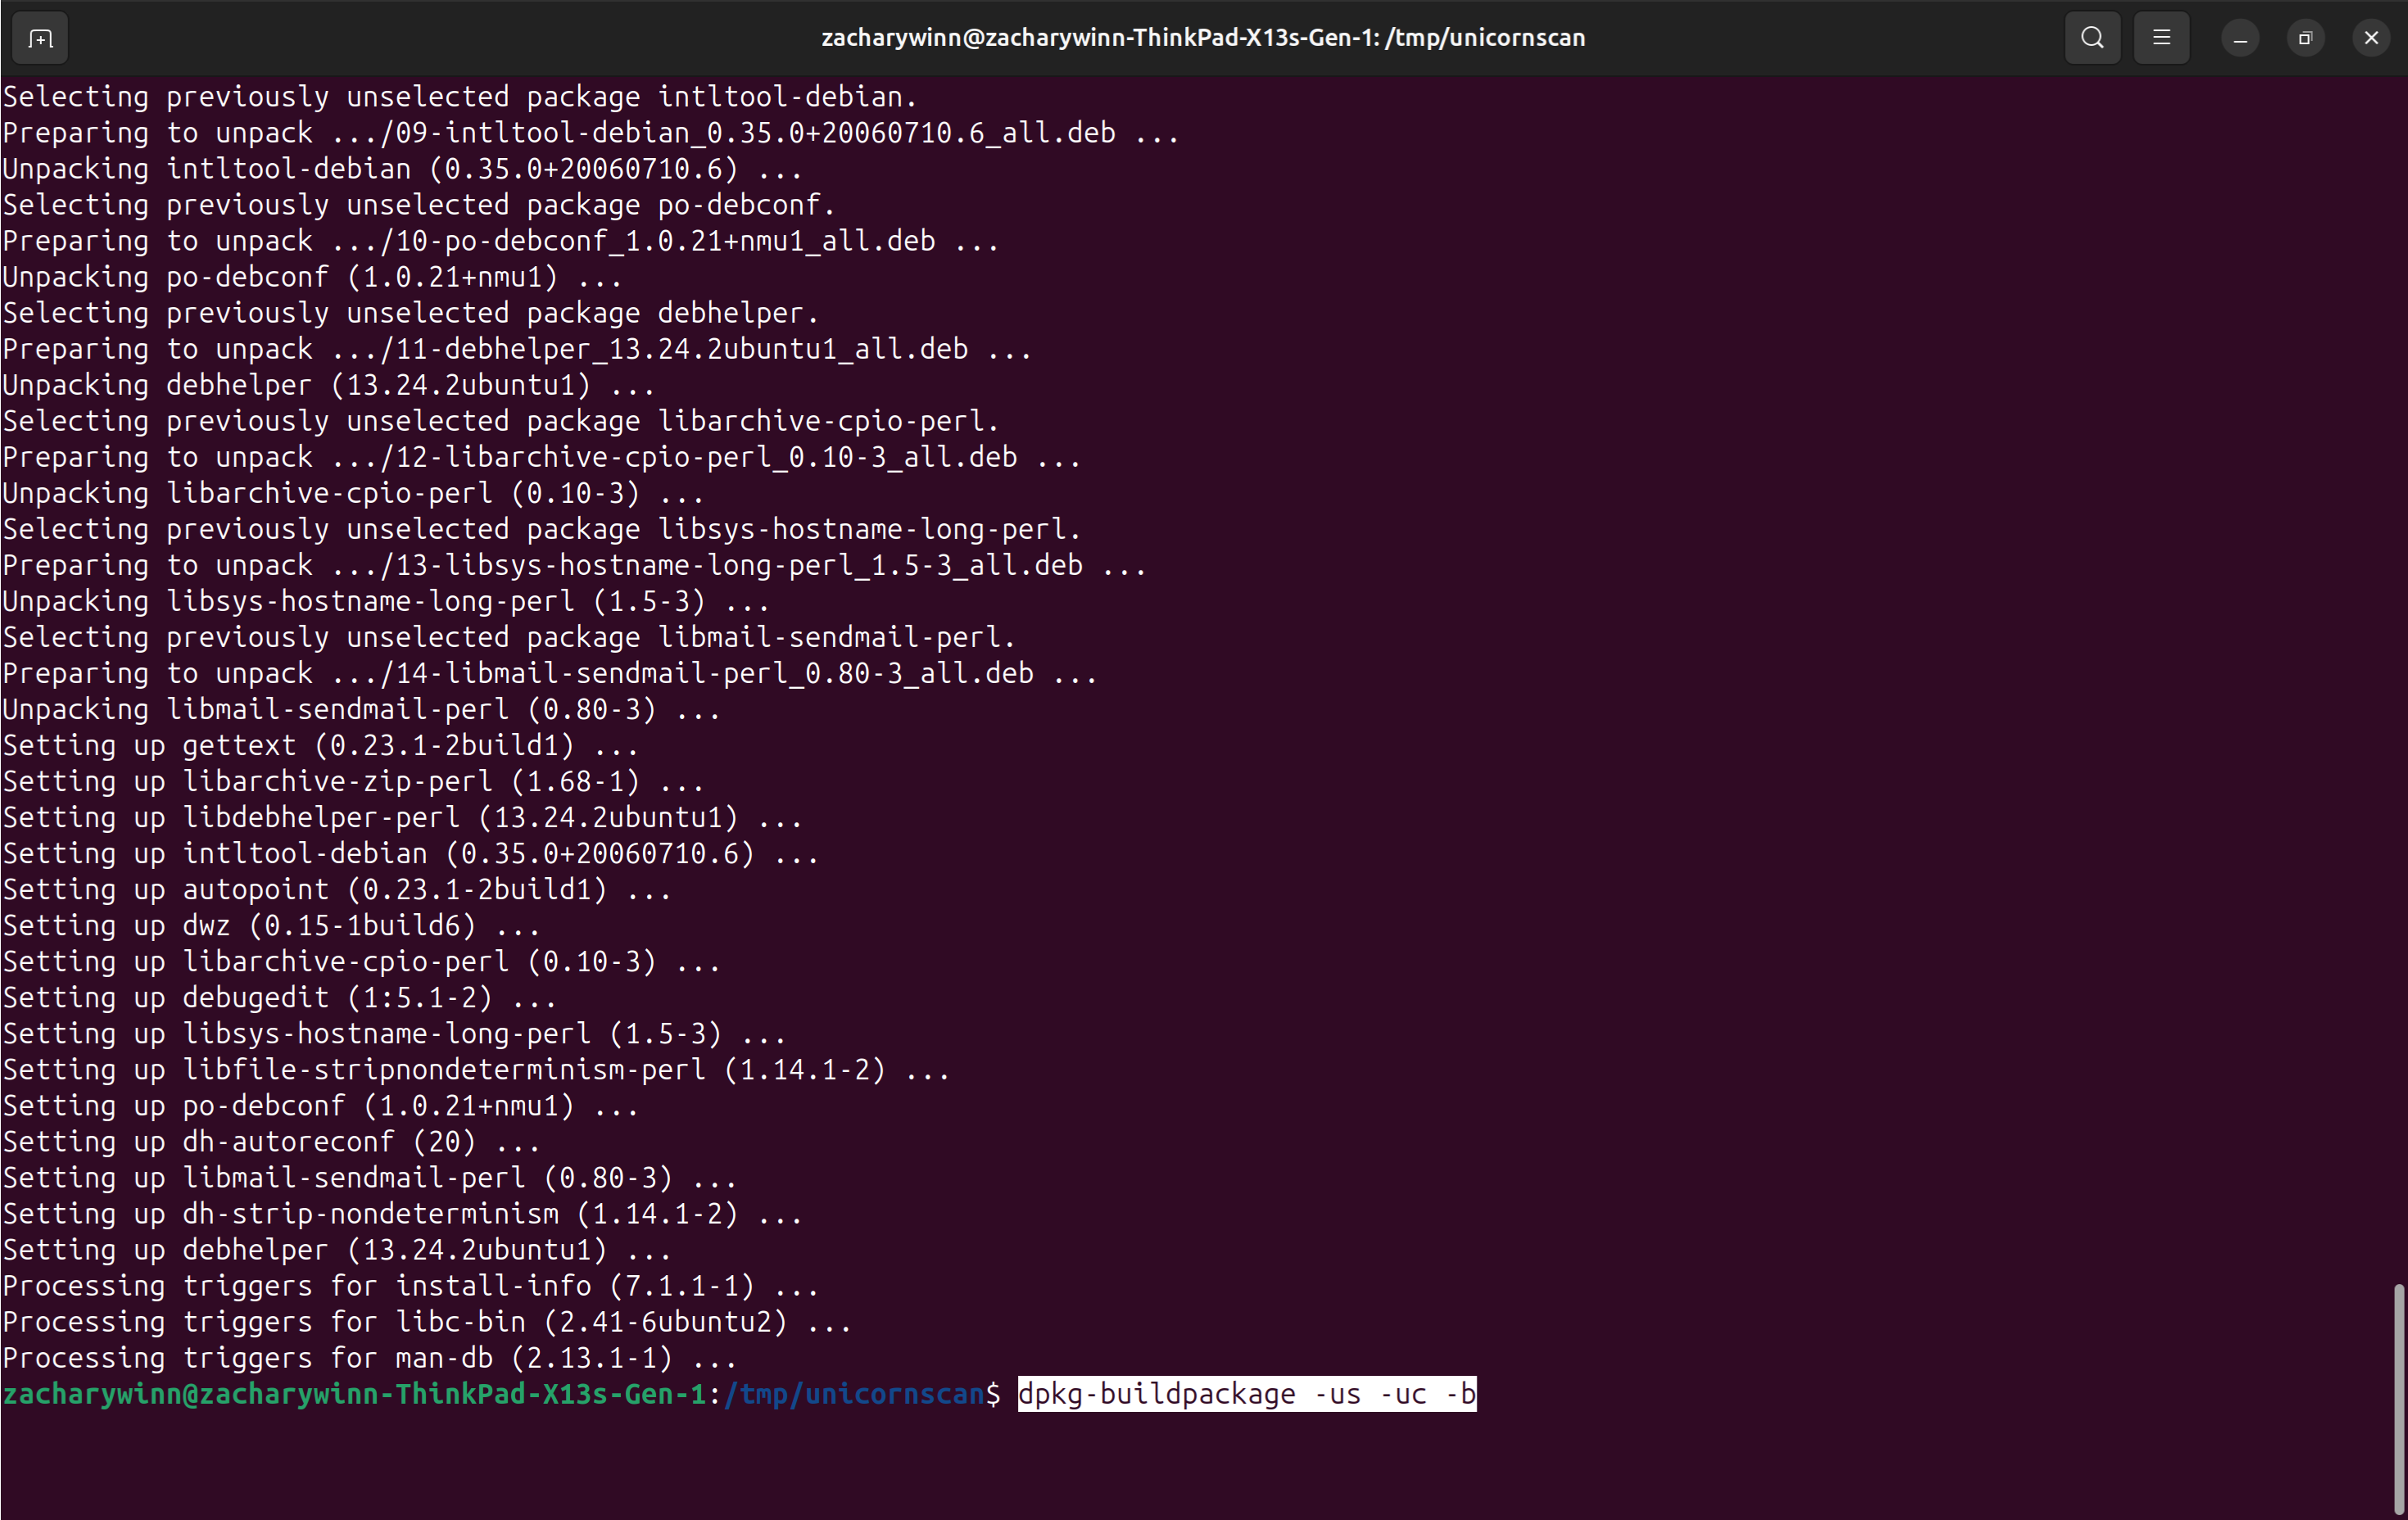 zacharywinn@zacharywinn-ThinkPad-X13s-Gen-1: /tmp/unicornscan
Selecting previously unselected package intltool-debian.
Preparing to unpack .../09-intltool-debian_0.35.0+20060710.6_all.deb ...
Unpacking intltool-debian (0.35.0+20060710.6) ...
Selecting previously unselected package po-debconf.
Preparing to unpack .../10-po-debconf_1.0.21+nmu1_all.deb ...
Unpacking po-debconf (1.0.21+nmu1) ...
Selecting previously unselected package debhelper.
Preparing to unpack .../11-debhelper_13.24.2ubuntu1_all.deb ...
Unpacking debhelper (13.24.2ubuntu1) ...
Selecting previously unselected package libarchive-cpio-perl.
Preparing to unpack .../12-libarchive-cpio-perl_0.10-3_all.deb ...
Unpacking libarchive-cpio-perl (0.10-3) ...
Selecting previously unselected package libsys-hostname-long-perl.
Preparing to unpack .../13-libsys-hostname-long-perl_1.5-3_all.deb ...
Unpacking libsys-hostname-long-perl (1.5-3) ...
Selecting previously unselected package libmail-sendmail-perl.
Preparing to unpack .../14-libmail-sendmail-perl_0.80-3_all.deb ...
Unpacking libmail-sendmail-perl (0.80-3) ...
Setting up gettext (0.23.1-2build1) ...
Setting up libarchive-zip-perl (1.68-1) ...
Setting up libdebhelper-perl (13.24.2ubuntu1) ...
Setting up intltool-debian (0.35.0+20060710.6) ...
Setting up autopoint (0.23.1-2build1) ...
Setting up dwz (0.15-1build6) ...
Setting up libarchive-cpio-perl (0.10-3) ...
Setting up debugedit (1:5.1-2) ...
Setting up libsys-hostname-long-perl (1.5-3) ...
Setting up libfile-stripnondeterminism-perl (1.14.1-2) ...
Setting up po-debconf (1.0.21+nmu1) ...
Setting up dh-autoreconf (20) ...
Setting up libmail-sendmail-perl (0.80-3) ...
Setting up dh-strip-nondeterminism (1.14.1-2) ...
Setting up debhelper (13.24.2ubuntu1) ...
Processing triggers for install-info (7.1.1-1) ...
Processing triggers for libc-bin (2.41-6ubuntu2) ...
Processing triggers for man-db (2.13.1-1) ...
zacharywinn@zacharywinn-ThinkPad-X13s-Gen-1:/tmp/unicornscan$ dpkg-buildpackage -us -uc -b